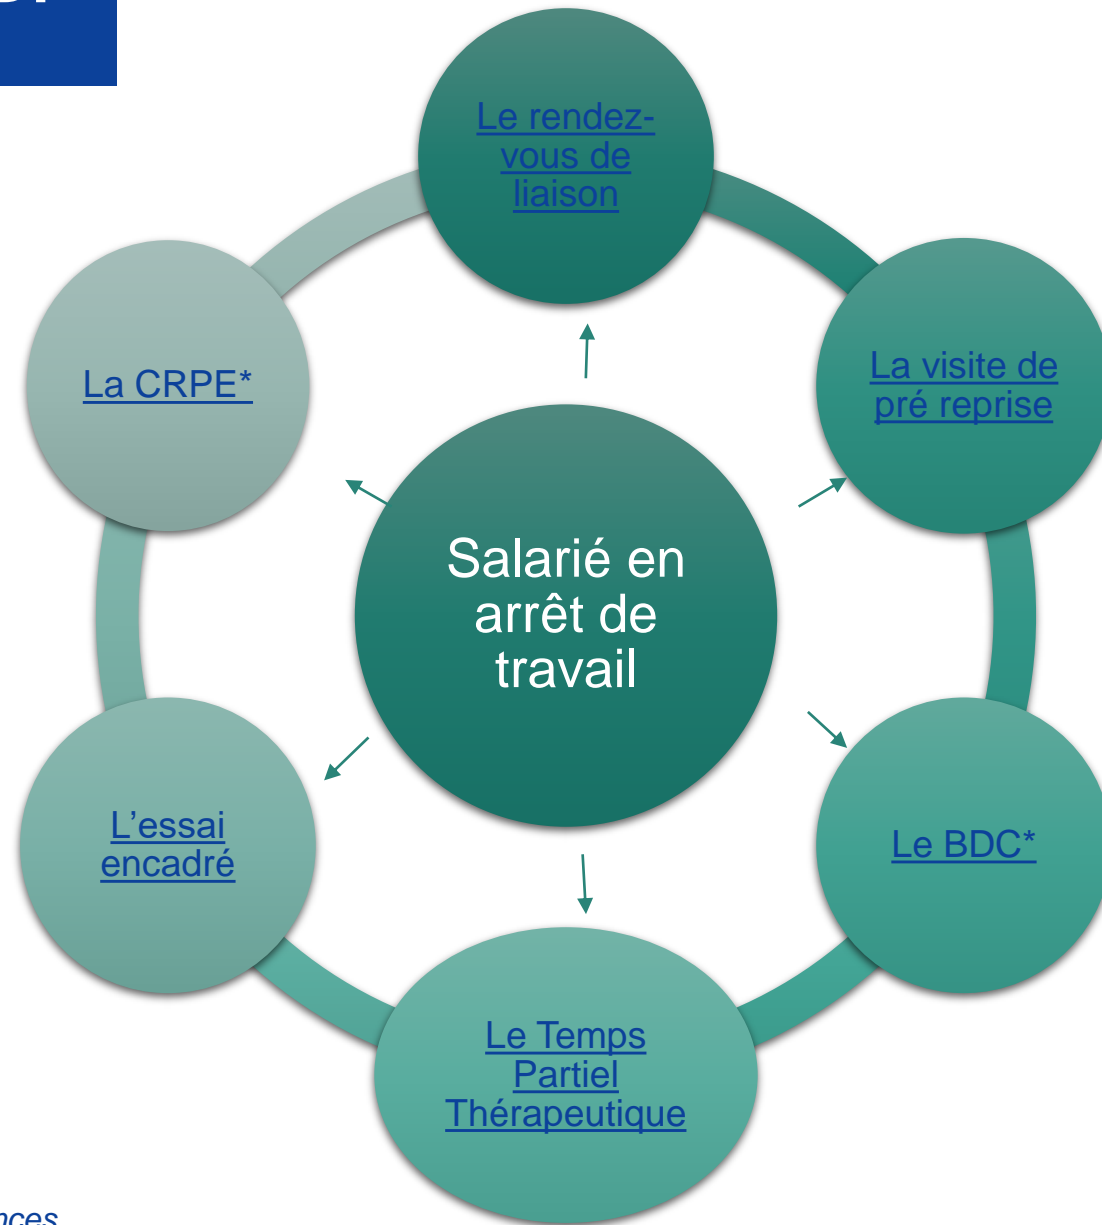 Le rendez-
vous de
liaison
La visite de
pré reprise
La CRPE*
Salarié en
arrêt de
travail
L’essai
encadré
Le BDC*
Le Temps
Partiel
Thérapeutique